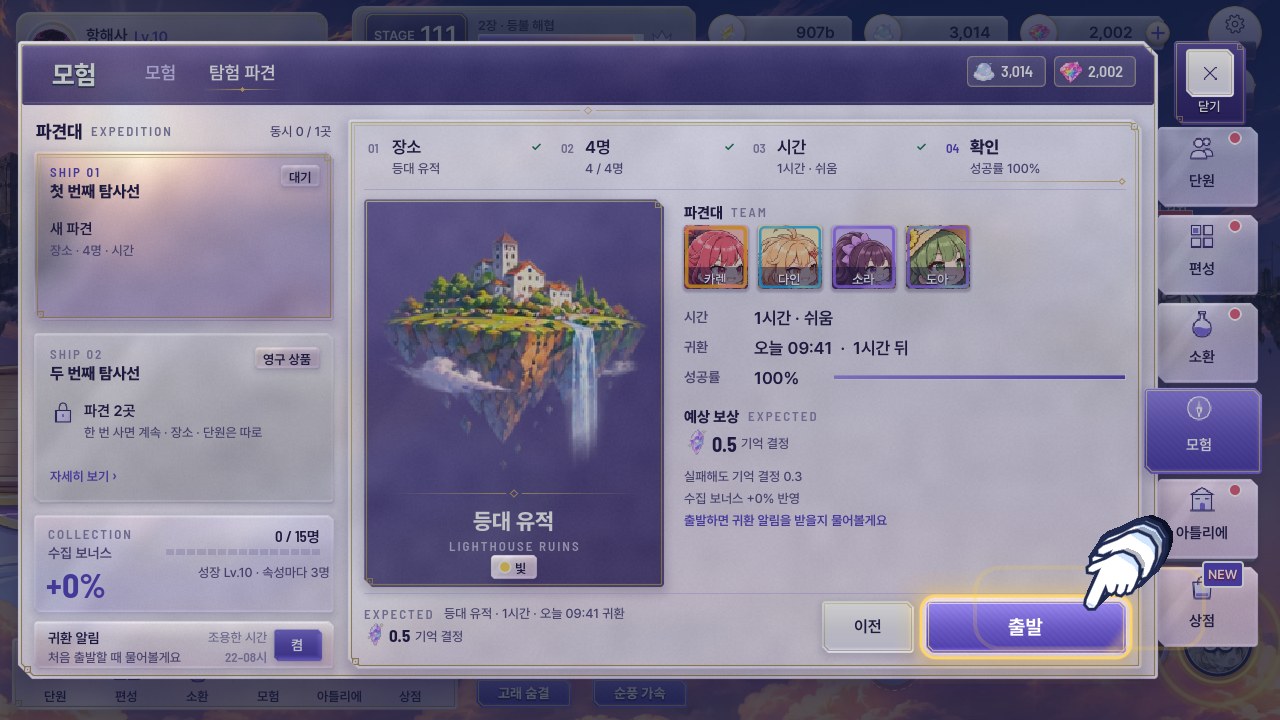 항해사 Lv.10
STAGE 111
2장 · 등불 해협
907b
3,014
2,002
모험
모험
탐험 파견
3,014
2,002
닫기
파견대 EXPEDITION
동시 0 / 1곳
SHIP 01
대기
첫 번째 탐사선
새 파견
장소 · 4명 · 시간
SHIP 02
영구 상품
두 번째 탐사선
파견 2곳
한 번 사면 계속 · 장소 · 단원은 따로
자세히 보기 ›
COLLECTION
0 / 15명
수집 보너스
+0%
성장 Lv.10 · 속성마다 3명
귀환 알림
조용한 시간
켬
처음 출발할 때 물어볼게요
22-08시
01 장소
등대 유적
02 4명
4 / 4명
03 시간
1시간 · 쉬움
04 확인
성공률 100%
등대 유적
LIGHTHOUSE RUINS
빛
파견대 TEAM
카렌
다인
소라
도아
시간 1시간 · 쉬움
귀환 오늘 09:41 · 1시간 뒤
성공률 100%
예상 보상 EXPECTED
0.5 기억 결정
실패해도 기억 결정 0.3
수집 보너스 +0% 반영
출발하면 귀환 알림을 받을지 물어볼게요
EXPECTED 등대 유적 · 1시간 · 오늘 09:41 귀환
0.5 기억 결정
이전
출발
단원
편성
소환
모험
아틀리에
NEW
상점
단원
편성
소환
모험
아틀리에
상점
고래 숨결
순풍 가속